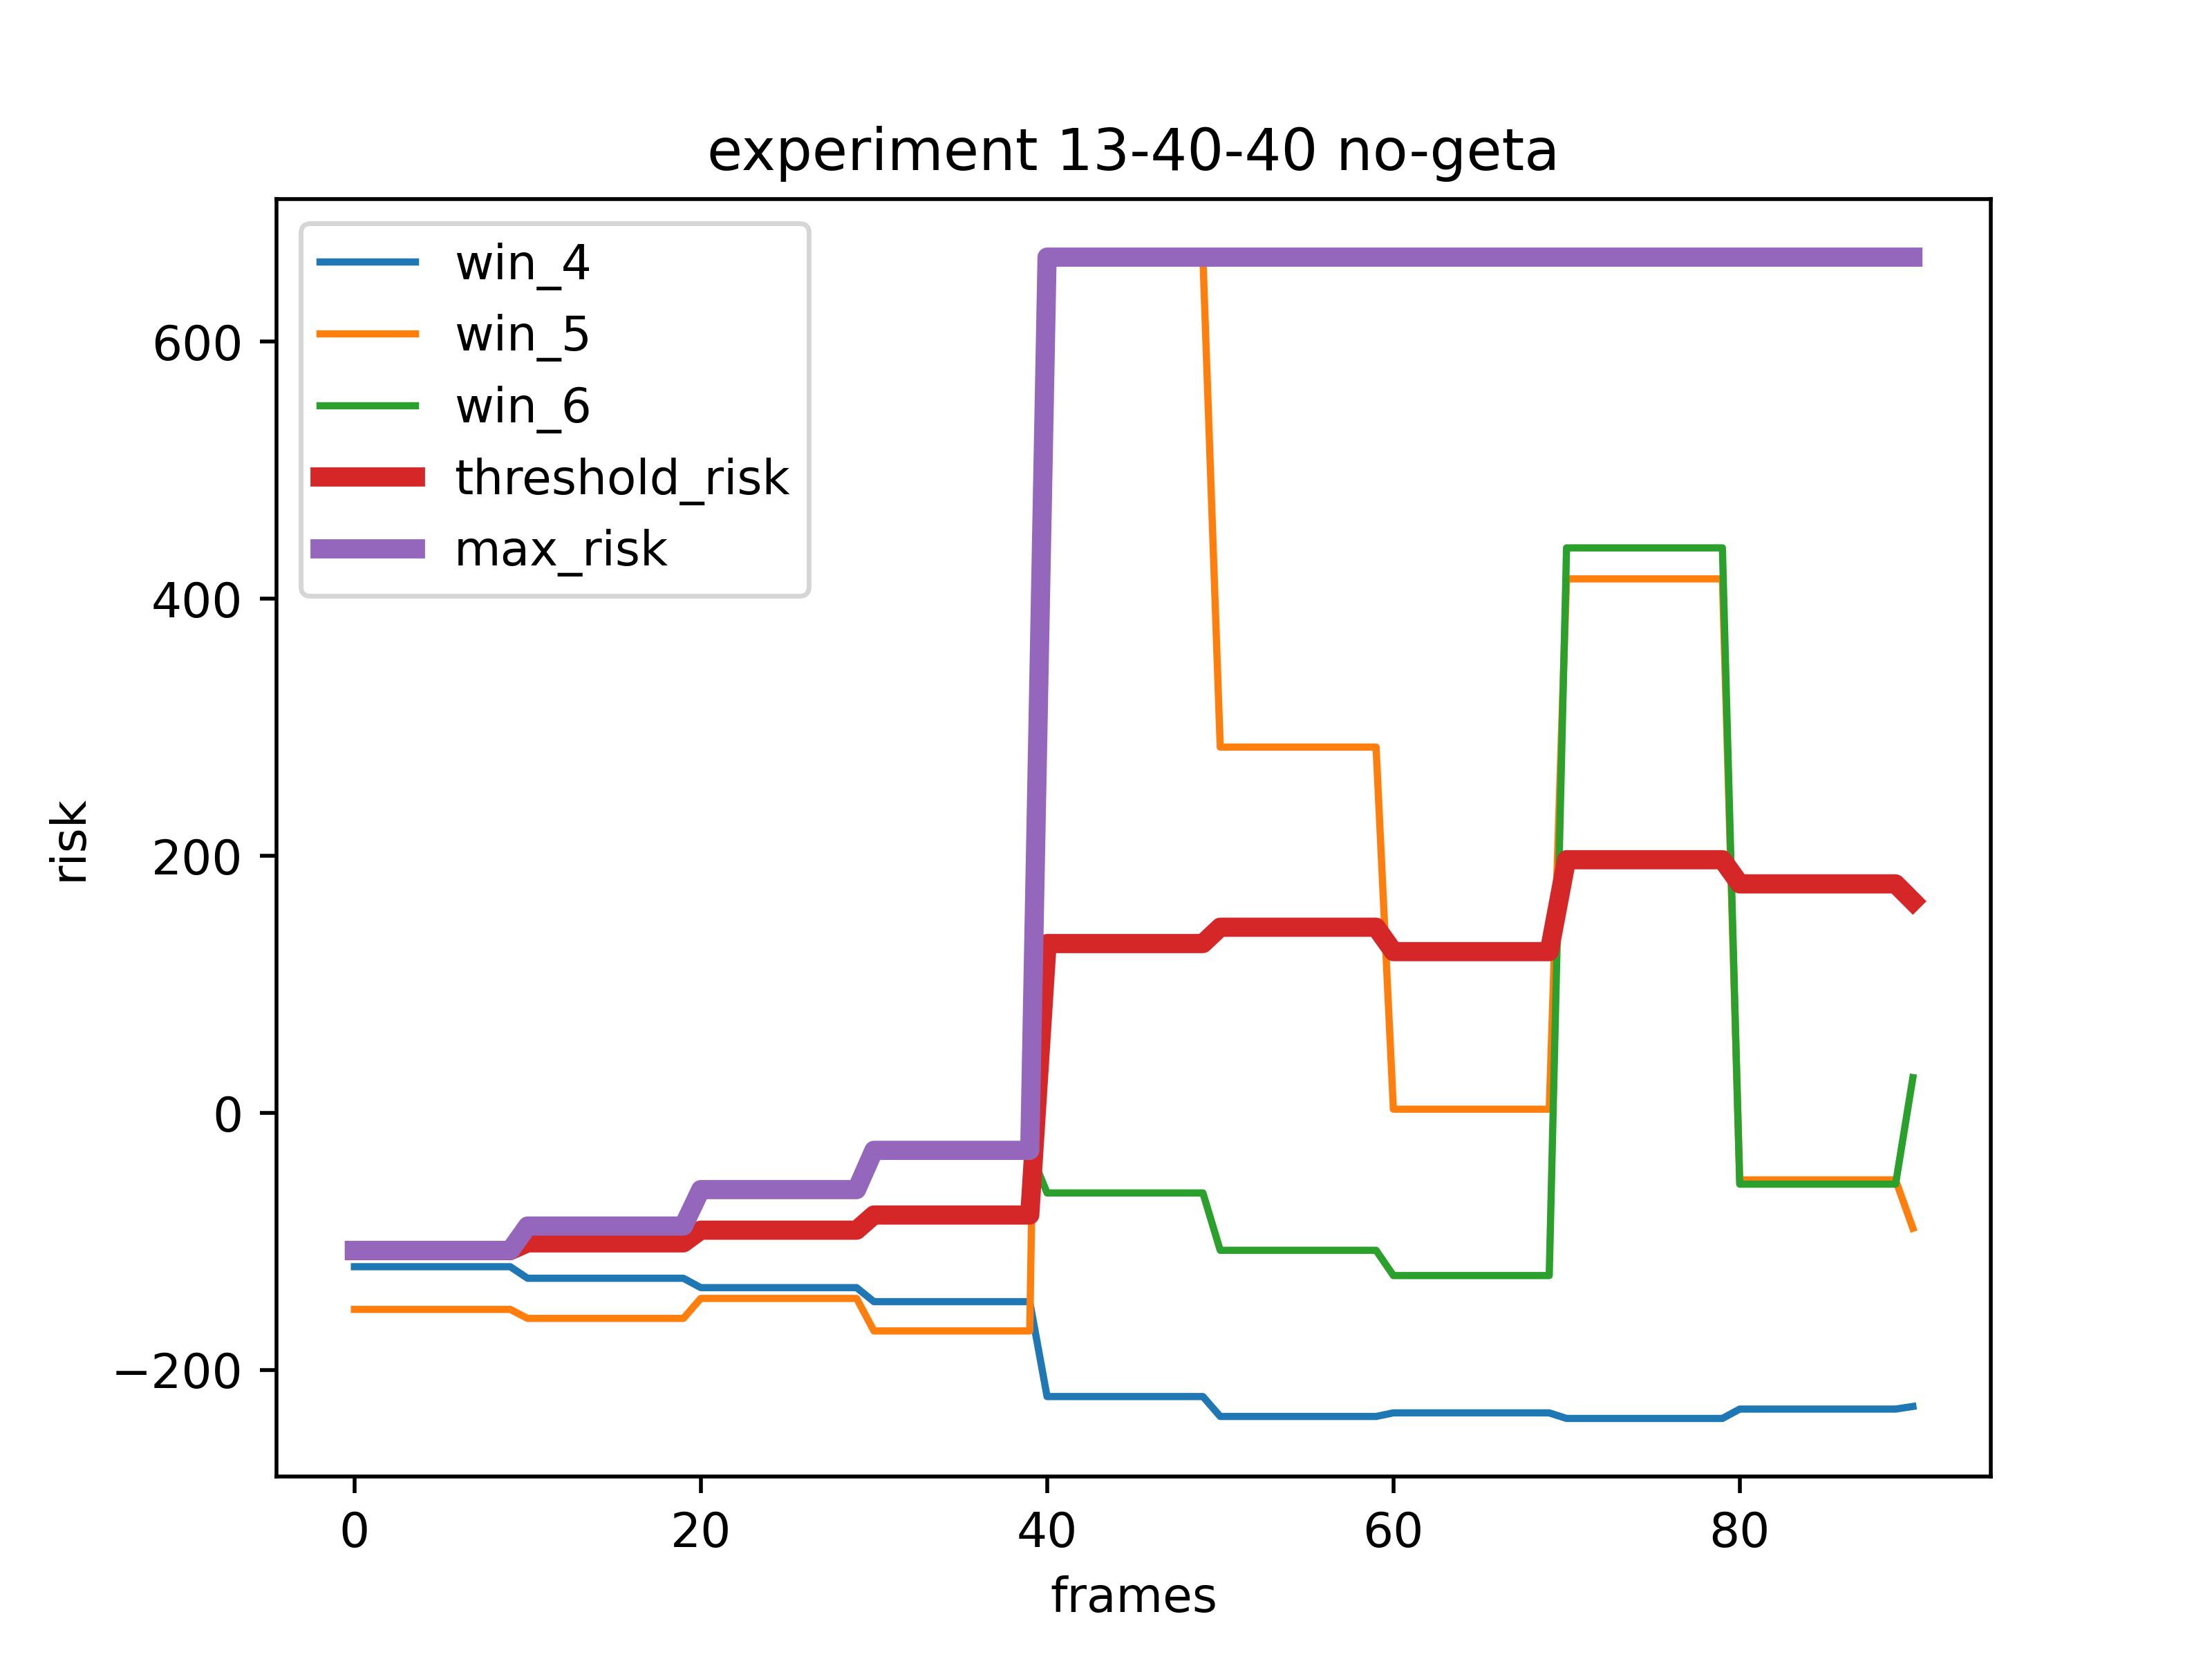 experiment 13-40-40 no-geta
win_4
win_5
win_6
threshold_risk
max_risk
600
400
200
0
−200
risk
0 20 40 60 80
frames